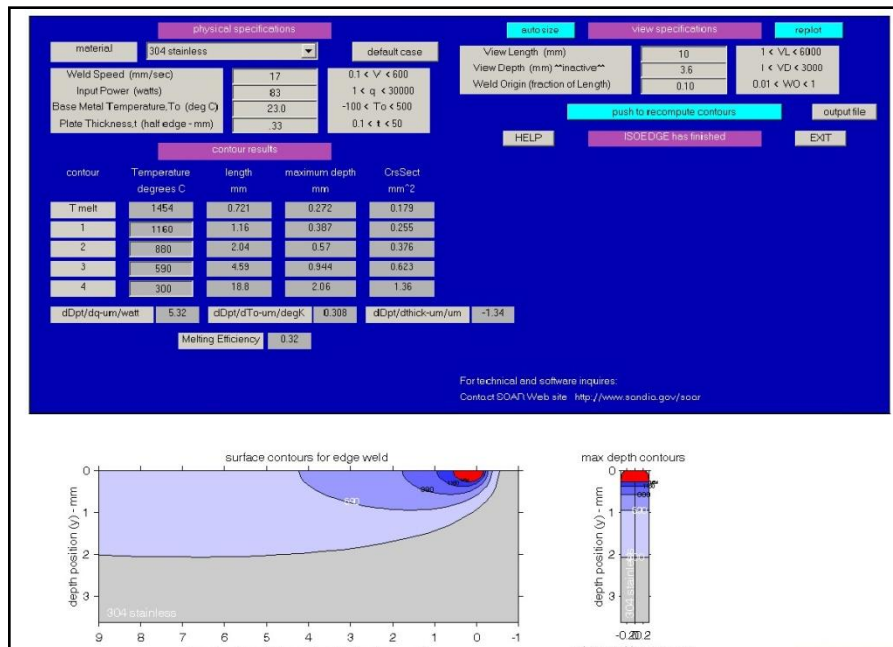 physical specifications
material 304 stainless default case
Weld Speed (mm/sec) 17 0.1 < V < 600
Input Power (watts) 83 1 < q < 30000
Base Metal Temperature,To (deg C) 23.0 -100 < To < 500
Plate Thickness,t (half edge - mm) .33 0.1 < t < 50
autosize view specifications replot
View Length (mm) 10 1 < VL < 6000
View Depth (mm) ^^inactive^^ 3.6 1 < VD < 3000
Weld Origin (fraction of Length) 0.10 0.01 < WO < 1
push to recompute contours output file
HELP ISOEDGE has finished EXIT
contour results
contour Temperature length maximum depth CrsSect
degrees C mm mm mm^2
T melt 1454 0.721 0.272 0.179
1 1160 1.16 0.387 0.255
2 880 2.04 0.57 0.376
3 590 4.59 0.944 0.623
4 300 18.8 2.06 1.36
dDpt/dq-um/watt 5.32 dDpt/dTo-um/degK 0.308 dDpt/dthick-um/um -1.34
Melting Efficiency 0.32
For technical and software inquires:
Contact SOAR Web site http://www.sandia.gov/soar
surface contours for edge weld
depth position (y) - mm
0
1
2
3
590
304 stainless
9 8 7 6 5 4 3 2 1 0 -1
max depth contours
depth position (y) - mm
0
1
2
3
590
304 stainless